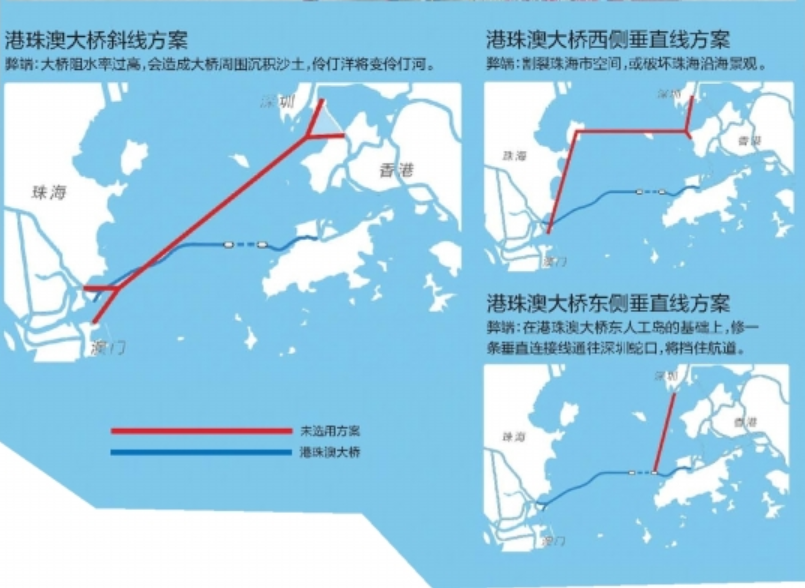 港珠澳大桥斜线方案
弊端:大桥阻水率过高,会造成大桥周围沉积沙土,伶仃洋将变伶仃河。
深圳
香港
珠海
澳门
未选用方案
港珠澳大桥
港珠澳大桥西侧垂直线方案
弊端:割裂珠海市空间,或破坏珠海沿海景观。
深圳
香港
珠海
澳门
港珠澳大桥东侧垂直线方案
弊端:在港珠澳大桥东人工岛的基础上,修一
条垂直连接线通往深圳蛇口,将挡住航道。
深圳
香港
珠海
澳门